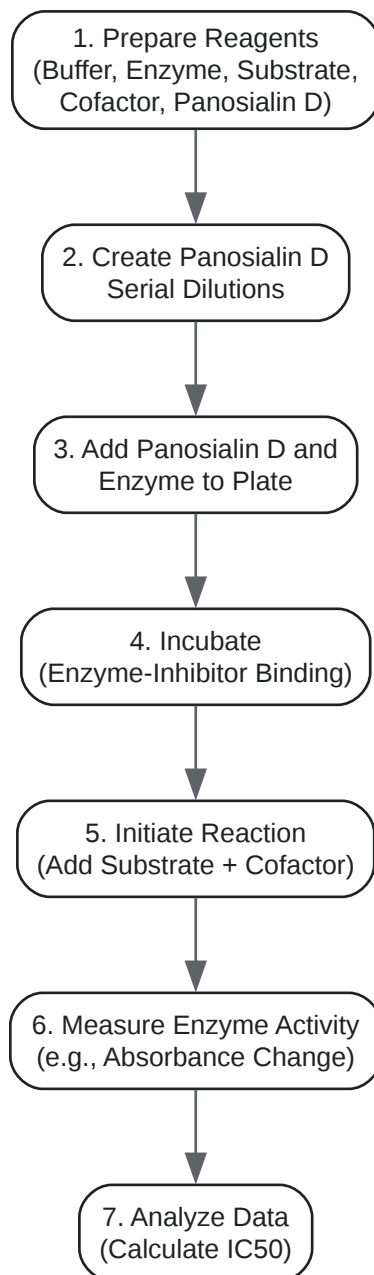 1. Prepare Reagents
(Buffer, Enzyme, Substrate,
Cofactor, Panosialin D)
2. Create Panosialin D
Serial Dilutions
3. Add Panosialin D and
Enzyme to Plate
4. Incubate
(Enzyme-Inhibitor Binding)
5. Initiate Reaction
(Add Substrate + Cofactor)
6. Measure Enzyme Activity
(e.g., Absorbance Change)
7. Analyze Data
(Calculate IC50)